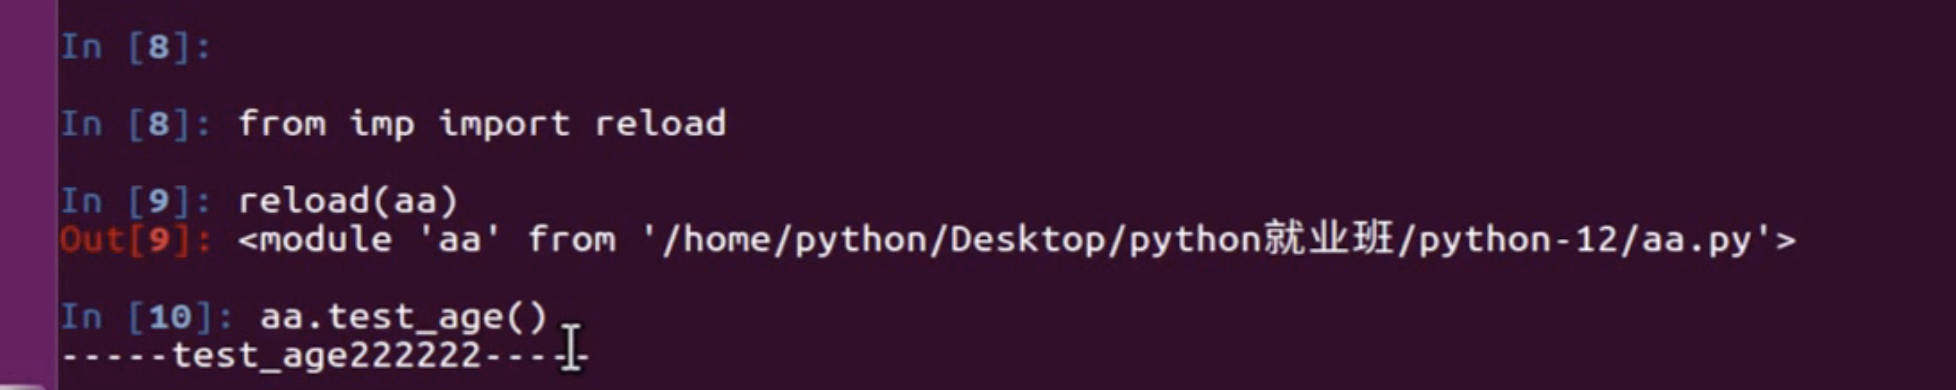 In [8]:
In [8]: from imp import reload
In [9]: reload(aa)
Out[9]: <module 'aa' from '/home/python/Desktop/python就业班/python-12/aa.py'>
In [10]: aa.test_age()
-----test_age222222-----